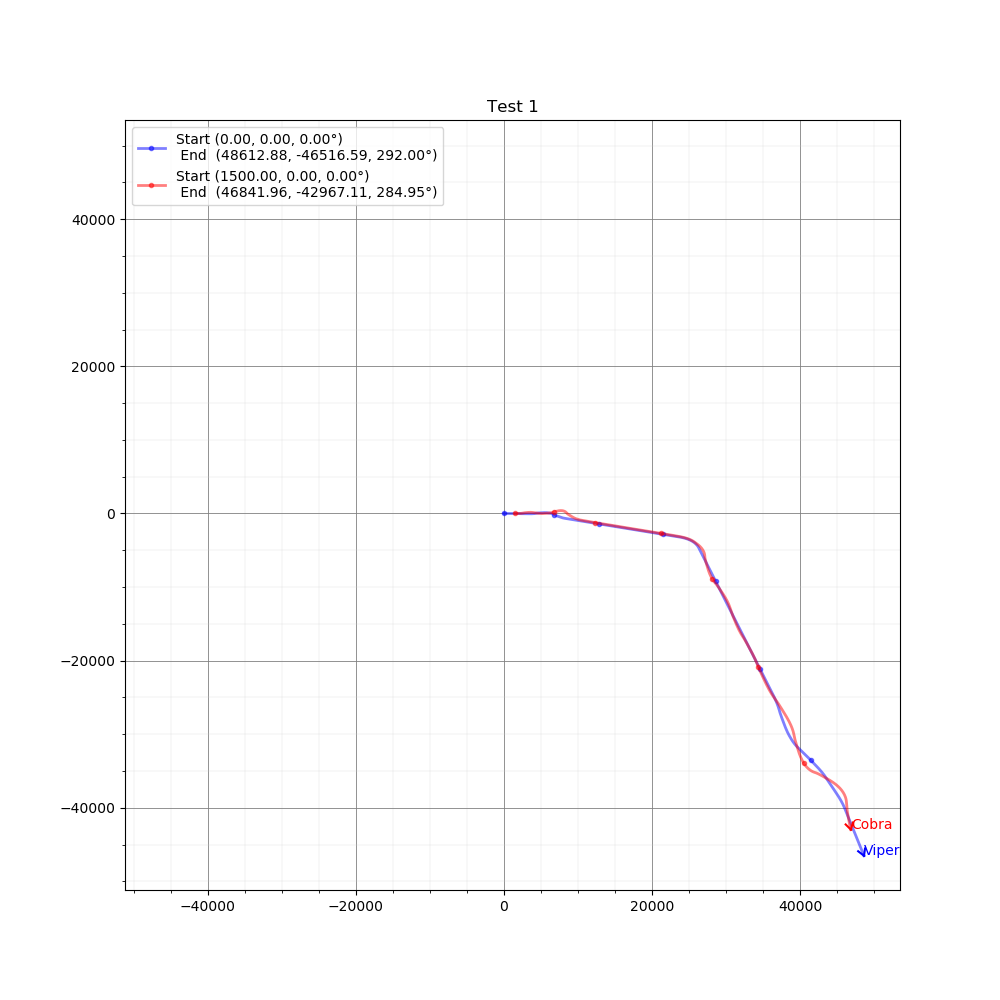 Test 1
Start (0.00, 0.00, 0.00°)
End  (48612.88, -46516.59, 292.00°)
Start (1500.00, 0.00, 0.00°)
End  (46841.96, -42967.11, 284.95°)
40000
20000
0
−20000
−40000
Cobra
Viper
−40000 −20000 0 20000 40000